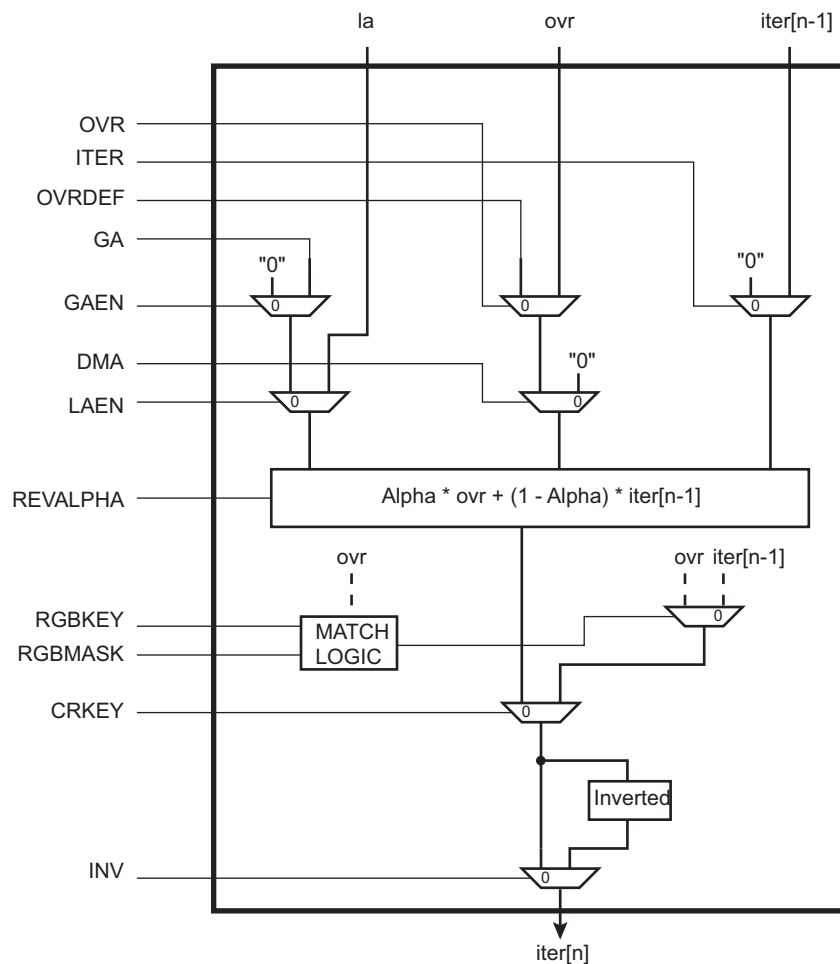 la ovr iter[n-1]
OVR
ITER
OVRDEF
GA
"0" "0"
GAEN 0 0 0
DMA "0"
LAEN 0 0
REVALPHA Alpha * ovr + (1 - Alpha) * iter[n-1]
ovr ovr iter[n-1]
RGBKEY MATCH 0
RGBMASK LOGIC
CRKEY 0
Inverted
INV 0
iter[n]